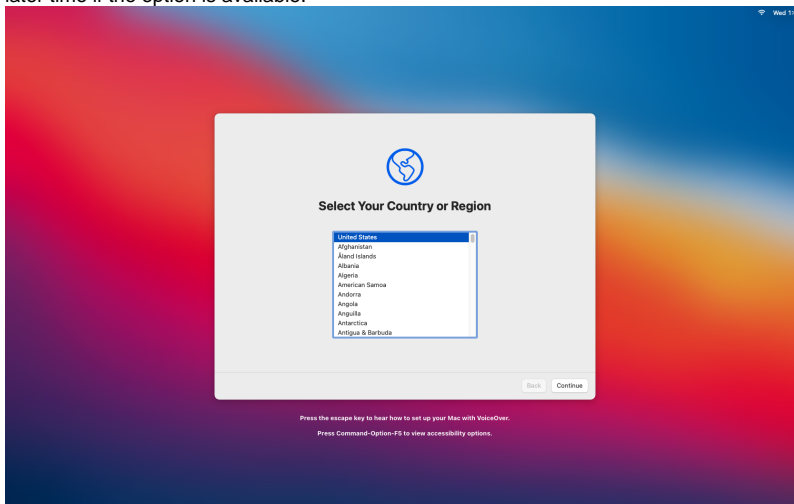 later time if the option is available.
Wed 1
Select Your Country or Region
United States
Afghanistan
Åland Islands
Albania
Algeria
American Samoa
Andorra
Angola
Anguilla
Antarctica
Antigua & Barbuda
Back Continue
Press the escape key to hear how to set up your Mac with VoiceOver.
Press Command-Option-F5 to view accessibility options.